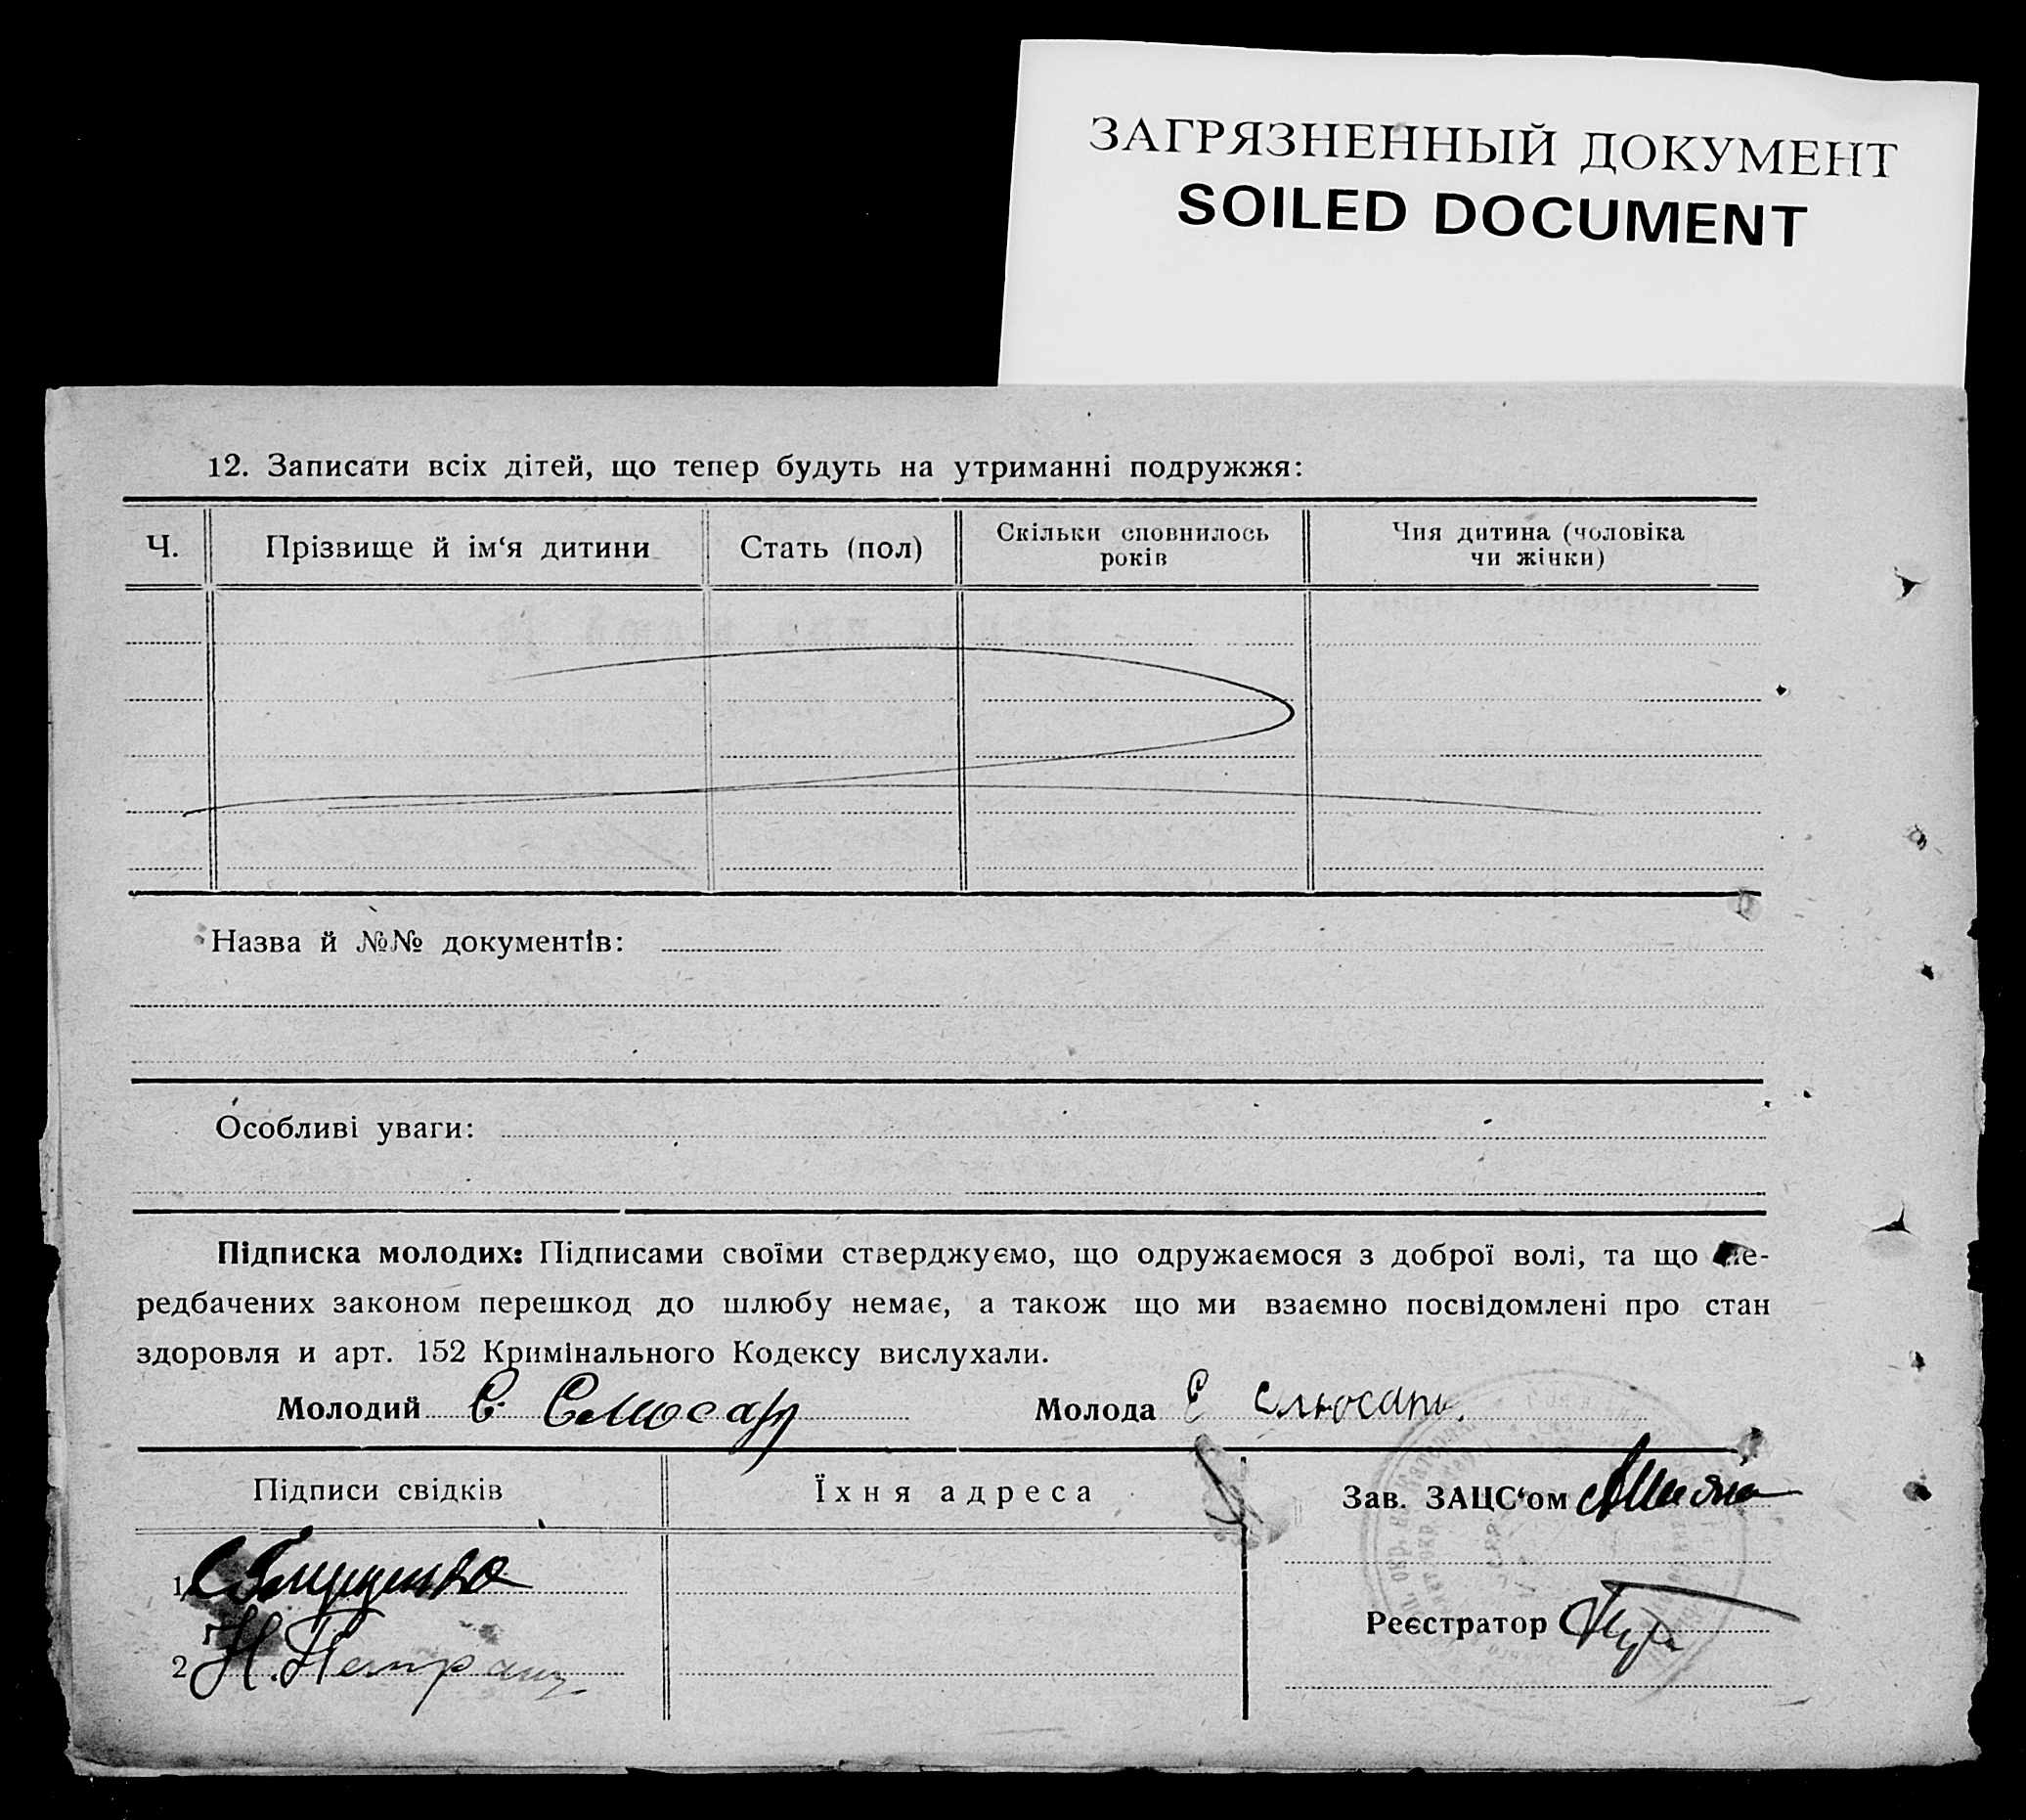 ЗАГРЯЗНЕННЫЙ ДОКУМЕНТ
SOILED DOCUMENT
12. Записати всіх дітей, що тепер будуть на утриманні подружжя:
Ч. Прізвище й ім‘я дитини Стать (пол) Скільки сповнилось років Чия дитина (чоловіка чи жінки)
Назва й №№ документів:
Особливі уваги:
Підписка молодих: Підписами своїми стверджуємо, що одружаємося з доброї волі, та що пе-
редбачених законом перешкод до шлюбу немає, а також що ми взаємно посвідомлені про стан
здоровля и арт. 152 Кримінального Кодексу вислухали.
Молодий С. Слюсар Молода Є Слюсарь.
Підписи свідків Їхня адреса Зав. ЗАЦС‘ом
1
Реєстратор
2 Н.